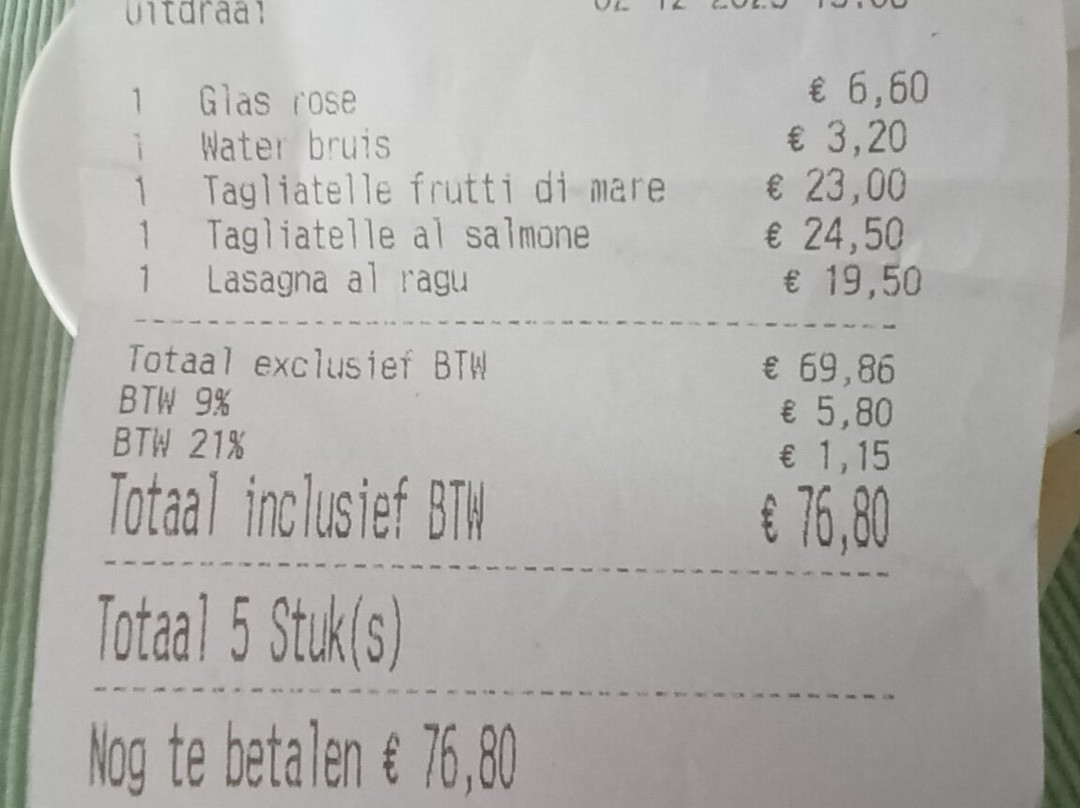 Uitdraai
1 Glas rose € 6,60
1 Water bruis € 3,20
1 Tagliatelle frutti di mare € 23,00
1 Tagliatelle al salmone € 24,50
1 Lasagna al ragu € 19,50
Totaal exclusief BTW € 69,86
BTW 9% € 5,80
BTW 21% € 1,15
Totaal inclusief BTW € 76,80
Totaal 5 Stuk(s)
Nog te betalen € 76,80